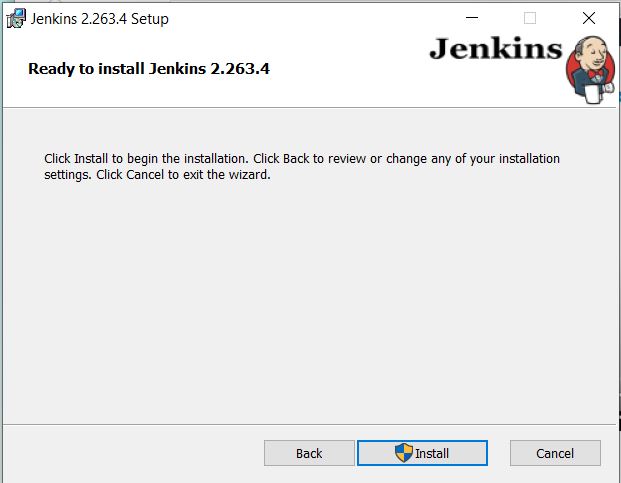 Jenkins 2.263.4 Setup
Jenkins
Ready to install Jenkins 2.263.4
Click Install to begin the installation. Click Back to review or change any of your installation
settings. Click Cancel to exit the wizard.
Back
Install
Cancel